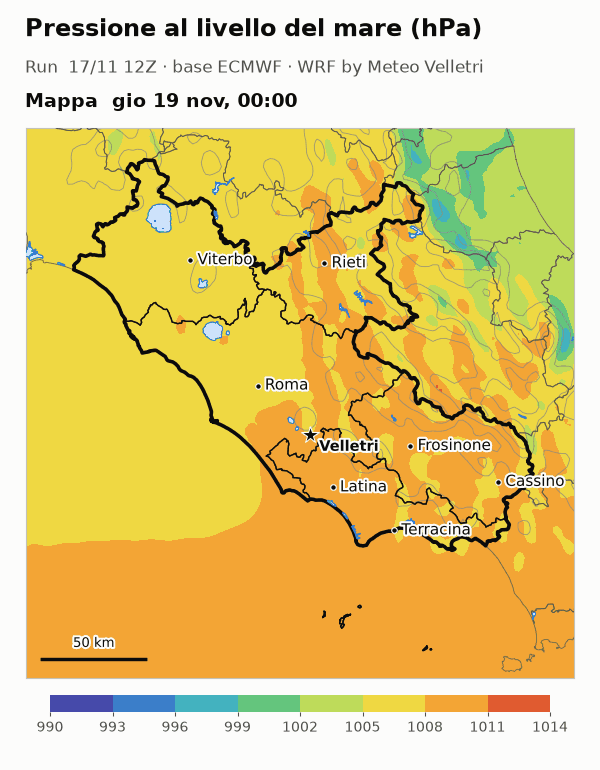 Pressione al livello del mare (hPa)
Run  17/11 12Z · base ECMWF · WRF by Meteo Velletri
Mappa  gio 19 nov, 00:00
Viterbo
Rieti
Roma
Velletri
Frosinone
Cassino
Latina
Terracina
50 km
990 993 996 999 1002 1005 1008 1011 1014